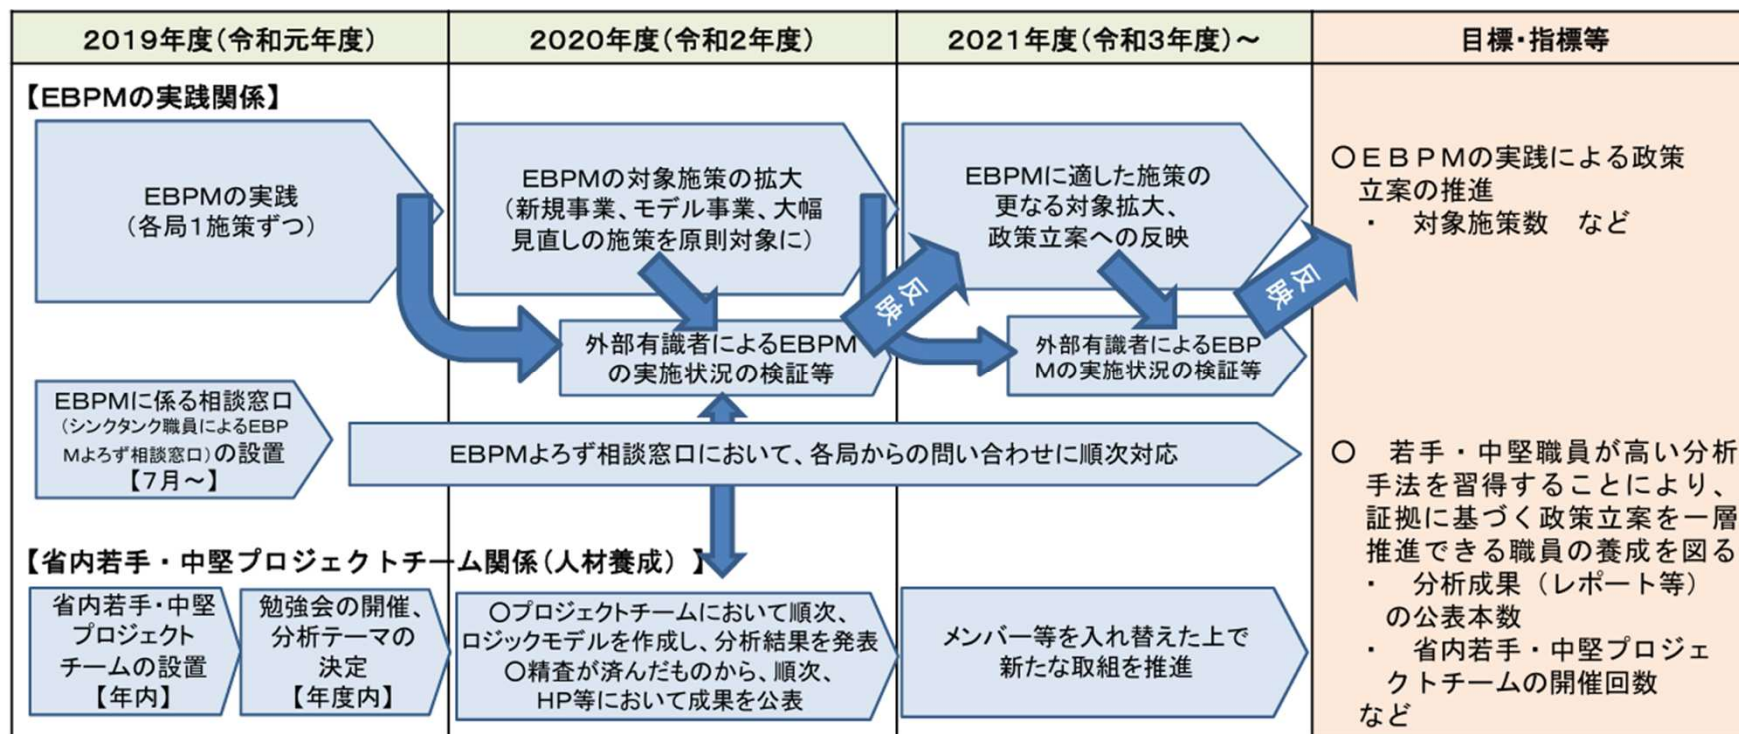 2019年度(令和元年度)
2020年度(令和2年度)
2021年度(令和3年度)～
目標・指標等
【EBPMの実践関係】
EBPMの実践
(各局1施策ずつ)
EBPMの対象施策の拡大
(新規事業、モデル事業、大幅
見直しの施策を原則対象に)
EBPMに適した施策の
更なる対象拡大、
政策立案への反映
反映
反映
外部有識者によるEBPM
の実施状況の検証等
外部有識者によるEBP
Mの実施状況の検証等
○EBPMの実践による政策
立案の推進
・ 対象施策数 など
EBPMに係る相談窓口
(シンクタンク職員によるEBP
Mよろず相談窓口)の設置
【7月～】
EBPMよろず相談窓口において、各局からの問い合わせに順次対応
○ 若手・中堅職員が高い分析
手法を習得することにより、
証拠に基づく政策立案を一層
推進できる職員の養成を図る
・ 分析成果(レポート等)
の公表本数
・ 省内若手・中堅プロジェ
クトチームの開催回数
など
【省内若手・中堅プロジェクトチーム関係(人材養成) 】
省内若手・中堅
プロジェクト
チームの設置
【年内】
勉強会の開催、
分析テーマの
決定
【年度内】
○プロジェクトチームにおいて順次、
ロジックモデルを作成し、分析結果を発表
○精査が済んだものから、順次、
HP等において成果を公表
メンバー等を入れ替えた上で
新たな取組を推進